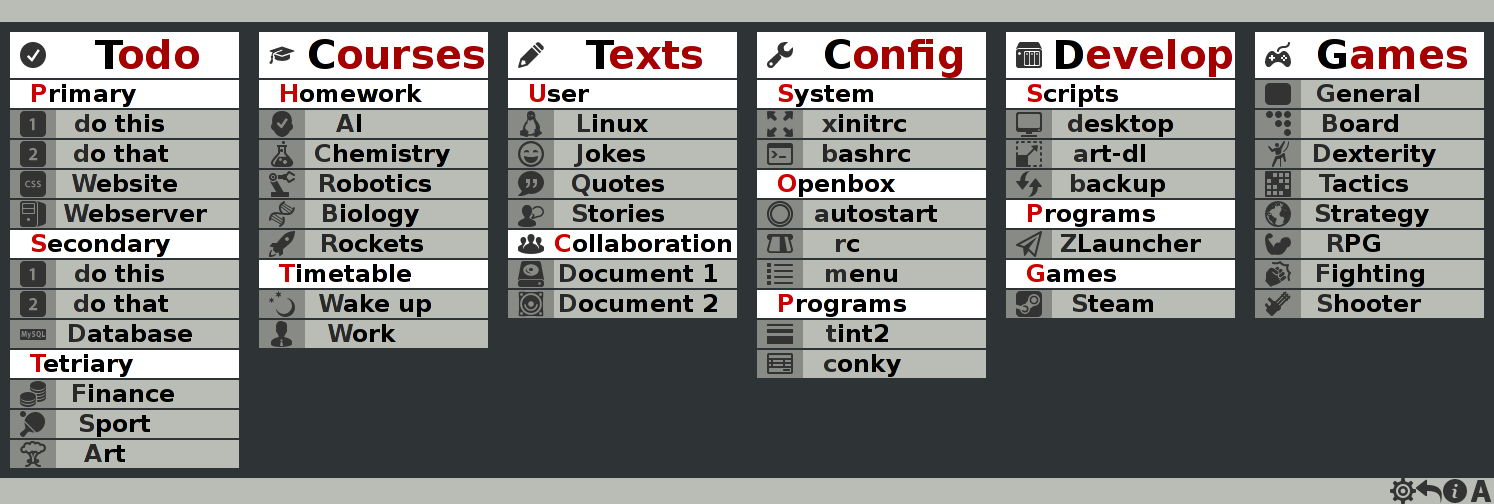 Todo
Primary
1 do this
2 do that
CSS Website
Webserver
Secondary
1 do this
2 do that
MySQL Database
Tetriary
Finance
Sport
Art
Courses
Homework
AI
Chemistry
Robotics
Biology
Rockets
Timetable
Wake up
Work
Texts
User
Linux
Jokes
Quotes
Stories
Collaboration
Document 1
Document 2
Config
System
xinitrc
bashrc
Openbox
autostart
rc
menu
Programs
tint2
conky
Develop
Scripts
desktop
art-dl
backup
Programs
ZLauncher
Games
Steam
Games
General
Board
Dexterity
Tactics
Strategy
RPG
Fighting
Shooter
i A